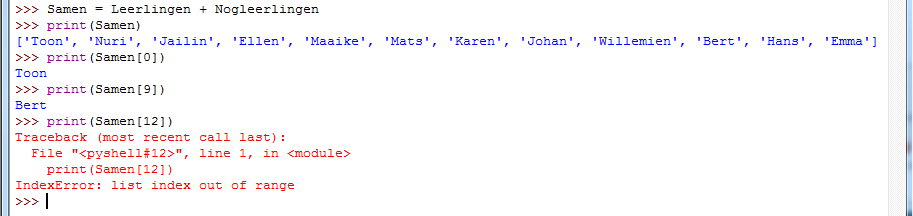 >>> Samen = Leerlingen + Nogleerlingen
>>> print(Samen)
['Toon', 'Nuri', 'Jailin', 'Ellen', 'Maaike', 'Mats', 'Karen', 'Johan', 'Willemien', 'Bert', 'Hans', 'Emma']
>>> print(Samen[0])
Toon
>>> print(Samen[9])
Bert
>>> print(Samen[12])
Traceback (most recent call last):
  File "<pyshell#12>", line 1, in <module>
    print(Samen[12])
IndexError: list index out of range
>>>